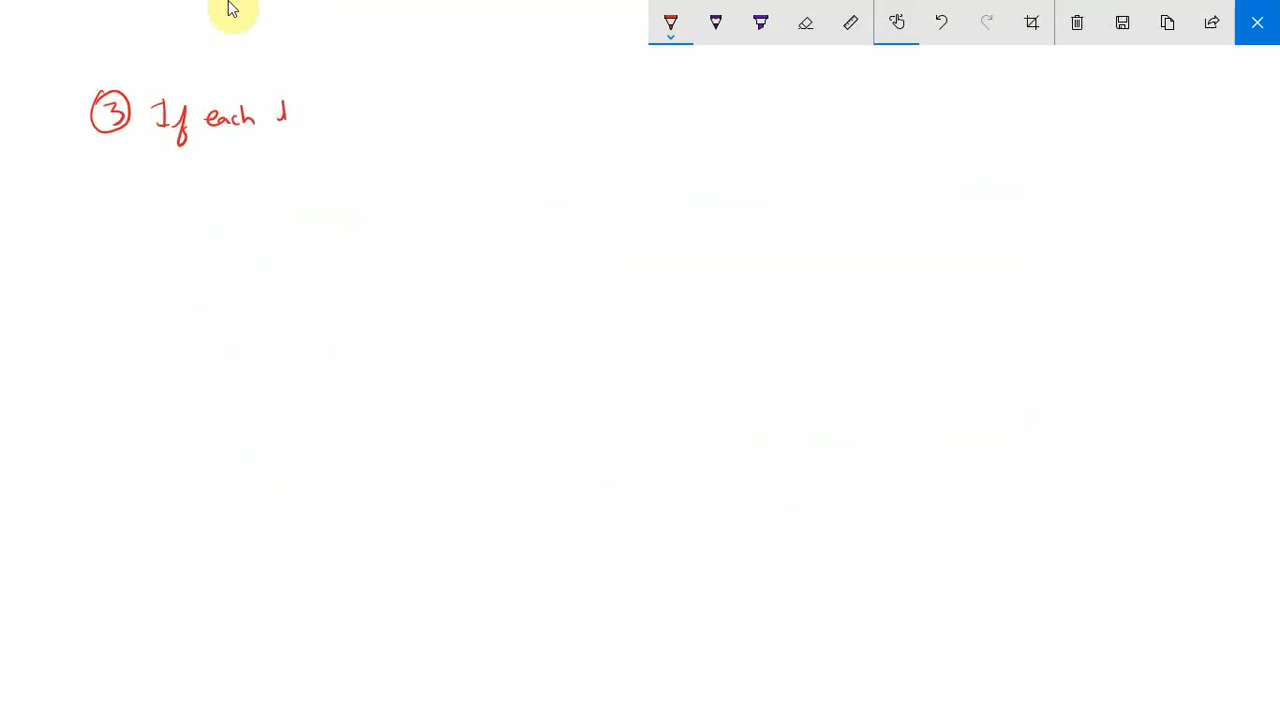 ③ If each